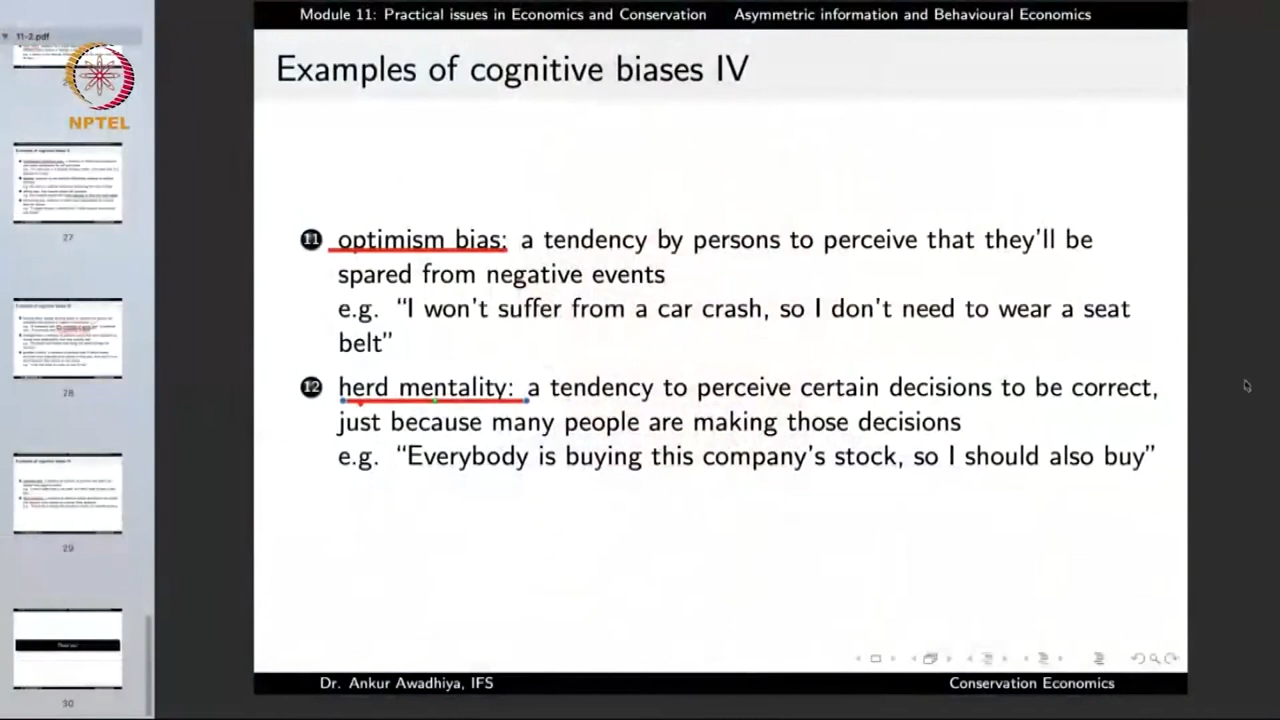 Module 11: Practical issues in Economics and Conservation Asymmetric information and Behavioural Economics
11-2.pdf
NPTEL
Examples of cognitive biases IV
11 optimism bias: a tendency by persons to perceive that they'll be
spared from negative events
e.g. "I won't suffer from a car crash, so I don't need to wear a seat
belt"
12 herd mentality: a tendency to perceive certain decisions to be correct,
just because many people are making those decisions
e.g. "Everybody is buying this company's stock, so I should also buy"
27
28
29
30
Dr. Ankur Awadhiya, IFS Conservation Economics